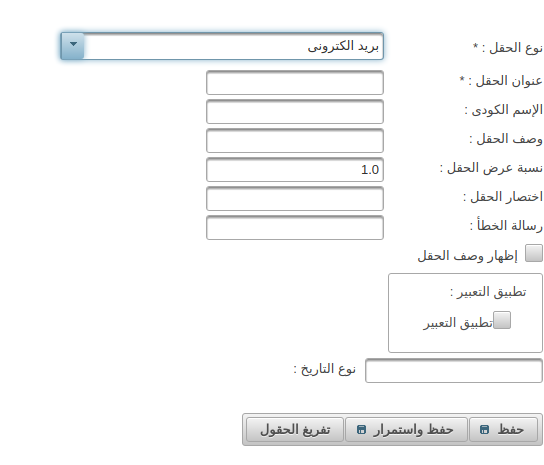 نوع الحقل : * بريد الكترونى
عنوان الحقل : *
الإسم الكودى :
وصف الحقل :
نسبة عرض الحقل : 1.0
اختصار الحقل :
رسالة الخطأ :
إظهار وصف الحقل
تطبيق التعبير :
تطبيق التعبير
نوع التاريخ :
حفظ حفظ واستمرار تفريغ الحقول